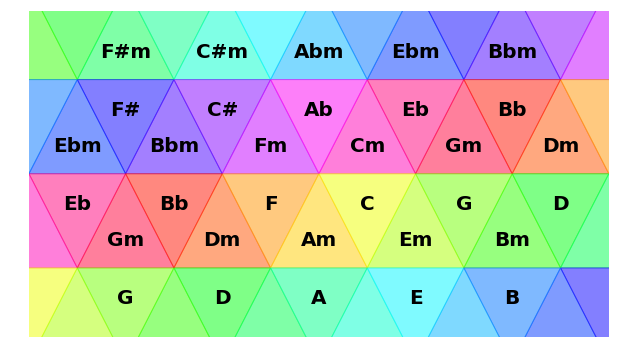 F#m C#m Abm Ebm Bbm
F# C# Ab Eb Bb
Ebm Bbm Fm Cm Gm Dm
Eb Bb F C G D
Gm Dm Am Em Bm
G D A E B